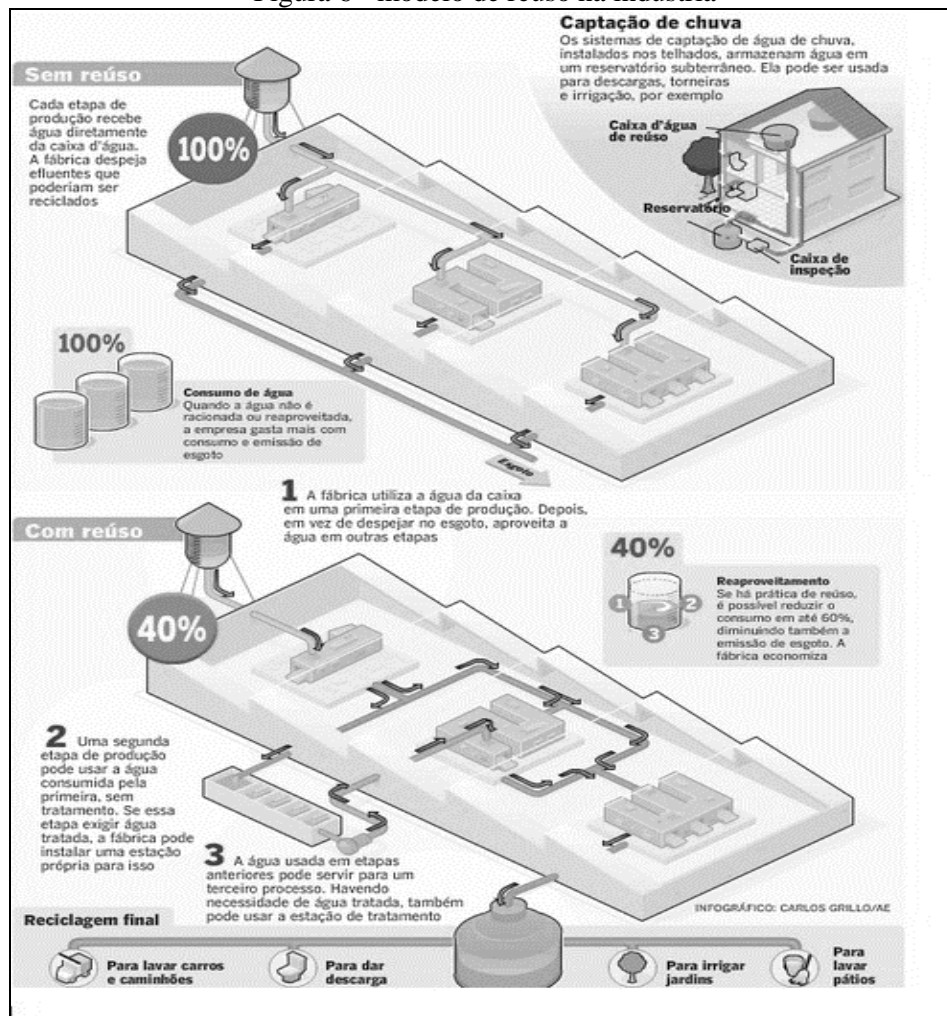 Figura 6 - modelo de reúso na indústria
Captação de chuva
Os sistemas de captação de água de chuva,
instalados nos telhados, armazenam água em
um reservatório subterrâneo. Ela pode ser usada
para descargas, torneiras
e irrigação, por exemplo
Caixa d'água
de reúso
Reservatório
Caixa de
inspeção
Sem reúso
Cada etapa de
produção recebe
água diretamente
da caixa d'água.
A fábrica despeja
efluentes que
poderiam ser
reciclados
100%
100%
Consumo de água
Quando a água não é
racionada ou reaproveitada,
a empresa gasta mais com
consumo e emissão de
esgoto
Esgoto
1 A fábrica utiliza a água da caixa
em uma primeira etapa de produção. Depois,
em vez de despejar no esgoto, aproveita a
água em outras etapas
Com reúso
40%
40%
1
2
3
Reaproveitamento
Se há prática de reúso,
é possível reduzir o
consumo em até 60%,
diminuindo também a
emissão de esgoto. A
fábrica economiza
2 Uma segunda
etapa de produção
pode usar a água
consumida pela
primeira, sem
tratamento. Se essa
etapa exigir água
tratada, a fábrica pode
instalar uma estação
própria para isso
3 A água usada em etapas
anteriores pode servir para um
terceiro processo. Havendo
necessidade de água tratada, também
pode usar a estação de tratamento
INFOGRÁFICO: CARLOS GRILLO/AE
Reciclagem final
Para lavar carros
e caminhões
Para dar
descarga
Para irrigar
jardins
Para
lavar
pátios